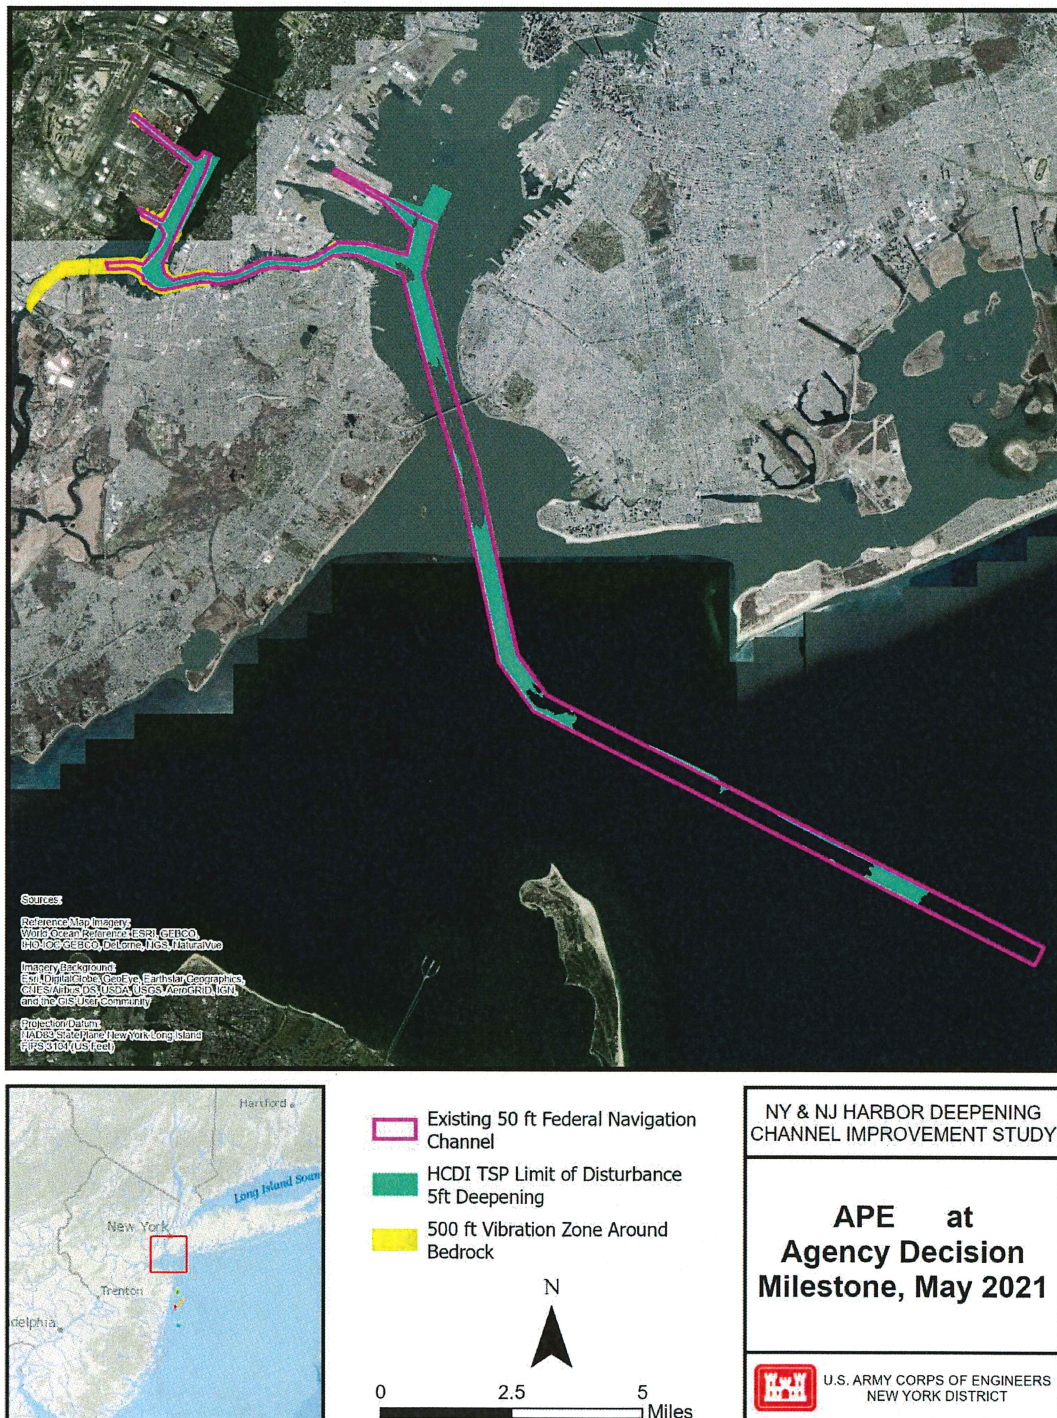 Sources:
Reference Map Imagery:
World Ocean Reference: ESRI, GEBCO,
IHO-IOC GEBCO, DeLorme, NGS, NaturalVue
Imagery Background:
Esri, DigitalGlobe, GeoEye, Earthstar Geographics,
CNES/Airbus DS, USDA, USGS, AeroGRID, IGN,
and the GIS User Community
Projection/Datum:
NAD83 StatePlane New York Long Island
FIPS 3104 (US Feet)
Hartford
Long Island Soun
New York
Trenton
delphia
Existing 50 ft Federal Navigation
Channel
HCDI TSP Limit of Disturbance
5ft Deepening
500 ft Vibration Zone Around
Bedrock
N
0 2.5 5
Miles
NY & NJ HARBOR DEEPENING
CHANNEL IMPROVEMENT STUDY
APE at
Agency Decision
Milestone, May 2021
U.S. ARMY CORPS OF ENGINEERS
NEW YORK DISTRICT